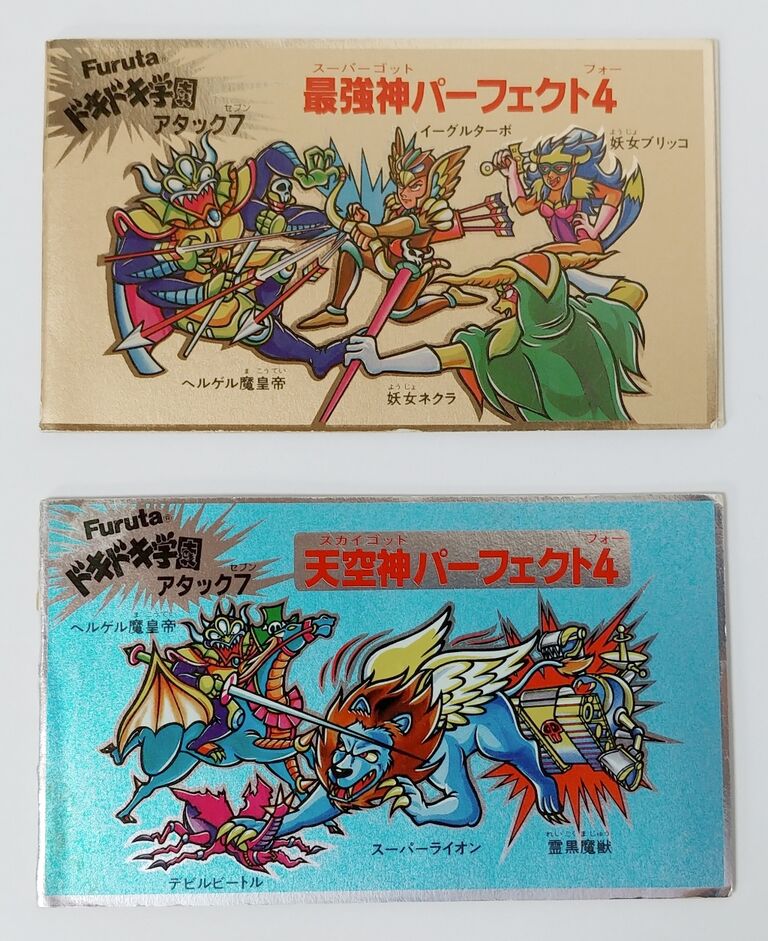 Furuta®
ドキドキ学園
セブン
アタック7
スーパーゴット フォー
最強神パーフェクト4
イーグルターボ
ようじょ
妖女ブリッコ
まこうてい
ヘルゲル魔皇帝
ようじょ
妖女ネクラ
Furuta®
ドキドキ学園
セブン
アタック7
スカイゴット フォー
天空神パーフェクト4
ヘルゲル魔皇帝
スーパーライオン
れいこくまじゅう
霊黒魔獣
デビルビートル